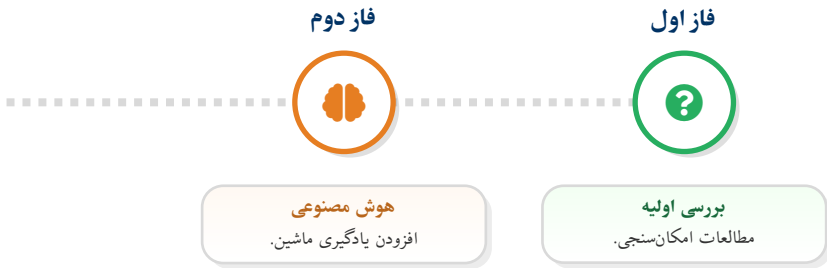 فاز اول
بررسی اولیه
مطالعات امکان‌سنجی.
فاز دوم
هوش مصنوعی
افزودن یادگیری ماشین.